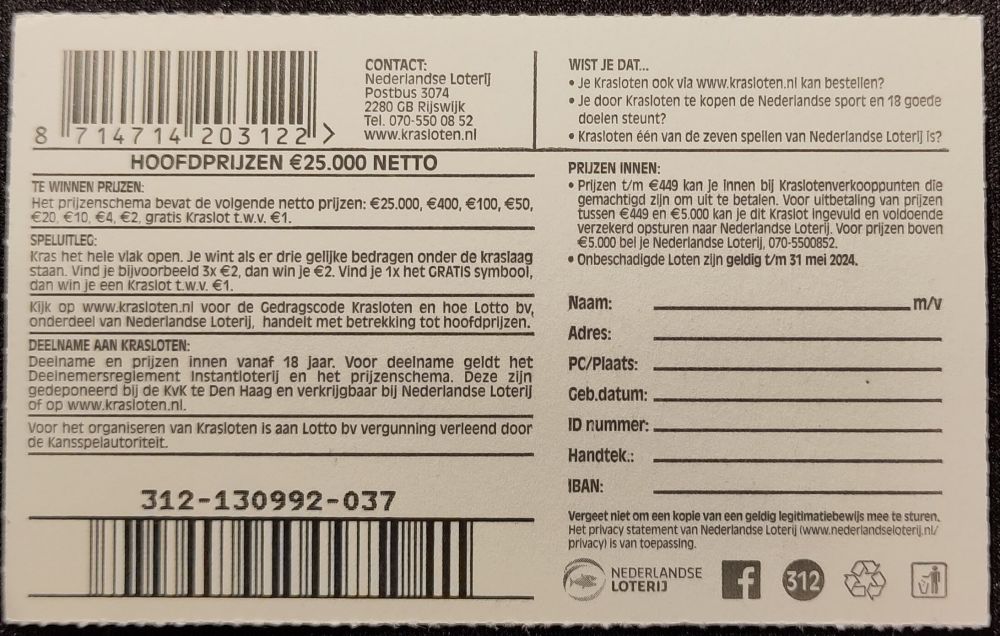 8 714714 203122 >
CONTACT:
Nederlandse Loterij
Postbus 3074
2280 GB Rijswijk
Tel. 070-550 08 52
www.krasloten.nl
HOOFDPRIJZEN €25.000 NETTO
TE WINNEN PRIJZEN:
Het prijzenschema bevat de volgende netto prijzen: €25.000, €400, €100, €50,
€20, €10, €4, €2, gratis Kraslot t.w.v. €1.
SPELUITLEG:
Kras het hele vlak open. Je wint als er drie gelijke bedragen onder de kraslaag
staan. Vind je bijvoorbeeld 3x €2, dan win je €2. Vind je 1x het GRATIS symbool,
dan win je een Kraslot t.w.v. €1.
Kijk op www.krasloten.nl voor de Gedragscode Krasloten en hoe Lotto bv,
onderdeel van Nederlandse Loterij, handelt met betrekking tot hoofdprijzen.
DEELNAME AAN KRASLOTEN:
Deelname en prijzen innen vanaf 18 jaar. Voor deelname geldt het
Deelnemersreglement Instantloterij en het prijzenschema. Deze zijn
gedeponeerd bij de KvK te Den Haag en verkrijgbaar bij Nederlandse Loterij
of op www.krasloten.nl.
Voor het organiseren van Krasloten is aan Lotto bv vergunning verleend door
de Kansspelautoriteit.
312-130992-037
WIST JE DAT...
• Je Krasloten ook via www.krasloten.nl kan bestellen?
• Je door Krasloten te kopen de Nederlandse sport en 18 goede
doelen steunt?
• Krasloten één van de zeven spellen van Nederlandse Loterij is?
PRIJZEN INNEN:
• Prijzen t/m €449 kan je innen bij Kraslotenverkooppunten die
gemachtigd zijn om uit te betalen. Voor uitbetaling van prijzen
tussen €449 en €5.000 kan je dit Kraslot ingevuld en voldoende
verzekerd opsturen naar Nederlandse Loterij. Voor prijzen boven
€5.000 bel je Nederlandse Loterij, 070-5500852.
• Onbeschadigde Loten zijn geldig t/m 31 mei 2024.
Naam: m/v
Adres:
PC/Plaats:
Geb.datum:
ID nummer:
Handtek.:
IBAN:
Vergeet niet om een kopie van een geldig legitimatiebewijs mee te sturen.
Het privacy statement van Nederlandse Loterij (www.nederlandseloterij.nl/
privacy) is van toepassing.
NEDERLANDSE
LOTERIJ
f
312